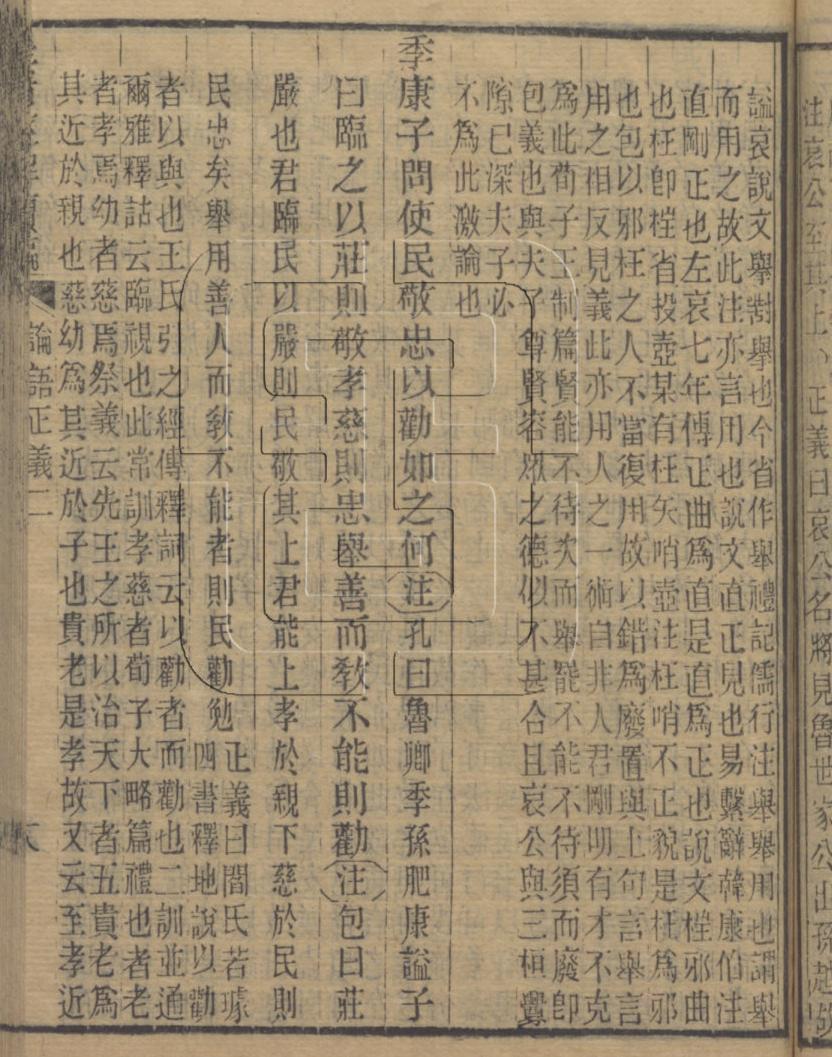 注哀公至其上、正義曰哀公名將見魯世家公出孫
諡哀說文舉對舉也今省作舉禮記儒行注舉舉用也謂舉
而用之故此注亦言用也說文直正見也易繫辭韓康伯注
直剛正也左哀七年傳正曲爲直是直爲正也說文桯邪曲
也枉卽桯省投壺某有枉矢哨壺注枉哨不正貌是枉爲邪
也包以邪枉之人不當復用故以錯爲廢置與上句言舉言
用之相反見義此亦用人之一術自非人君剛明有才不克
爲此荀子王制篇賢能不待次而舉罷不能不待須而廢卽
包義也與夫子尊賢容眾之德似不甚合且哀公與三桓釁
隙已深夫子必
不爲此激論也
季康子問使民敬忠以勸如之何注孔曰魯卿季孫肥康諡子
曰臨之以莊則敬孝慈則忠舉善而敎不能則勸注包曰莊
嚴也君臨民以嚴則民敬其上君能上孝於親下慈於民則
民忠矣舉用善人而敎不能者則民勸勉正義曰閻氏若璩
四書釋地說以勸
者以與也王氏引之經傳釋詞云以勸者而勸也二訓並通
爾雅釋詁云臨視也此常訓孝慈者荀子大略篇禮也者老
者孝焉幼者慈焉祭義云先王之所以治天下者五貴老爲
其近於親也慈幼爲其近於子也貴老是孝故又云至孝近
論語正義二